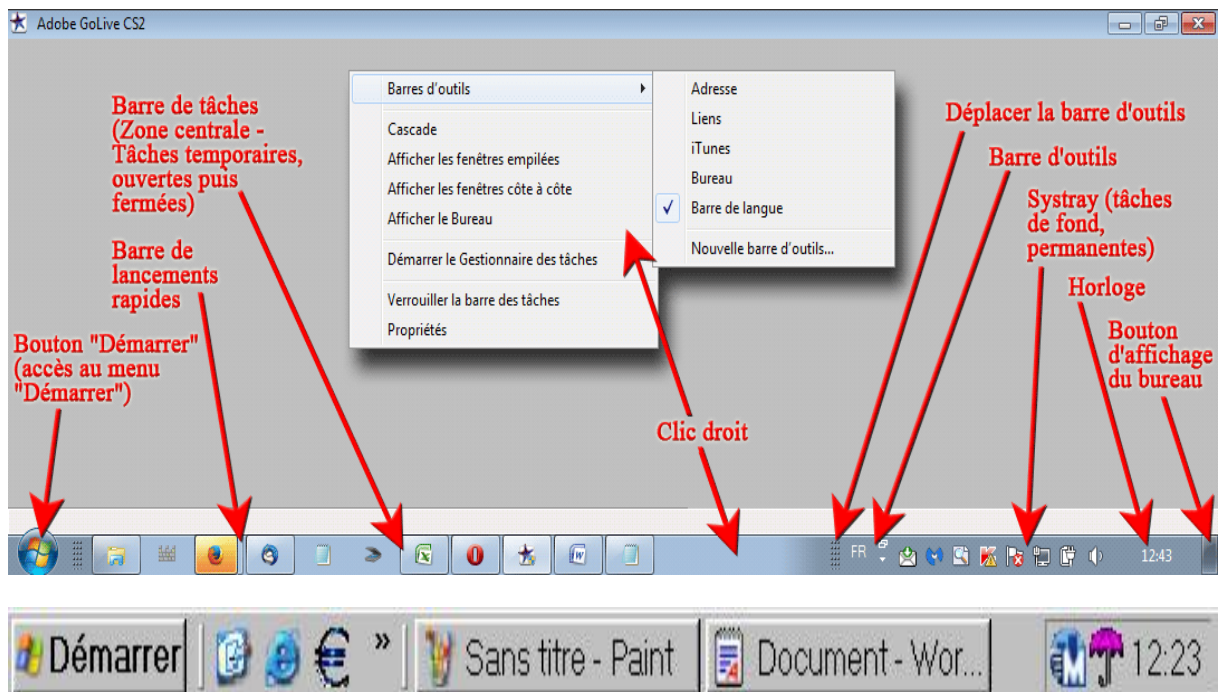 Adobe GoLive CS2
Barre de tâches
(Zone centrale -
Tâches temporaires,
ouvertes puis
fermées)
Barre de
lancements
rapides
Bouton "Démarrer"
(accès au menu
"Démarrer")
Barres d'outils
Cascade
Afficher les fenêtres empilées
Afficher les fenêtres côte à côte
Afficher le Bureau
Démarrer le Gestionnaire des tâches
Verrouiller la barre des tâches
Propriétés
Adresse
Liens
iTunes
Bureau
Barre de langue
Nouvelle barre d'outils...
Clic droit
Déplacer la barre d'outils
Barre d'outils
Systray (tâches
de fond,
permanentes)
Horloge
Bouton
d'affichage
du bureau
FR
12:43
Démarrer
»
Sans titre - Paint
Document - Wor...
12:23